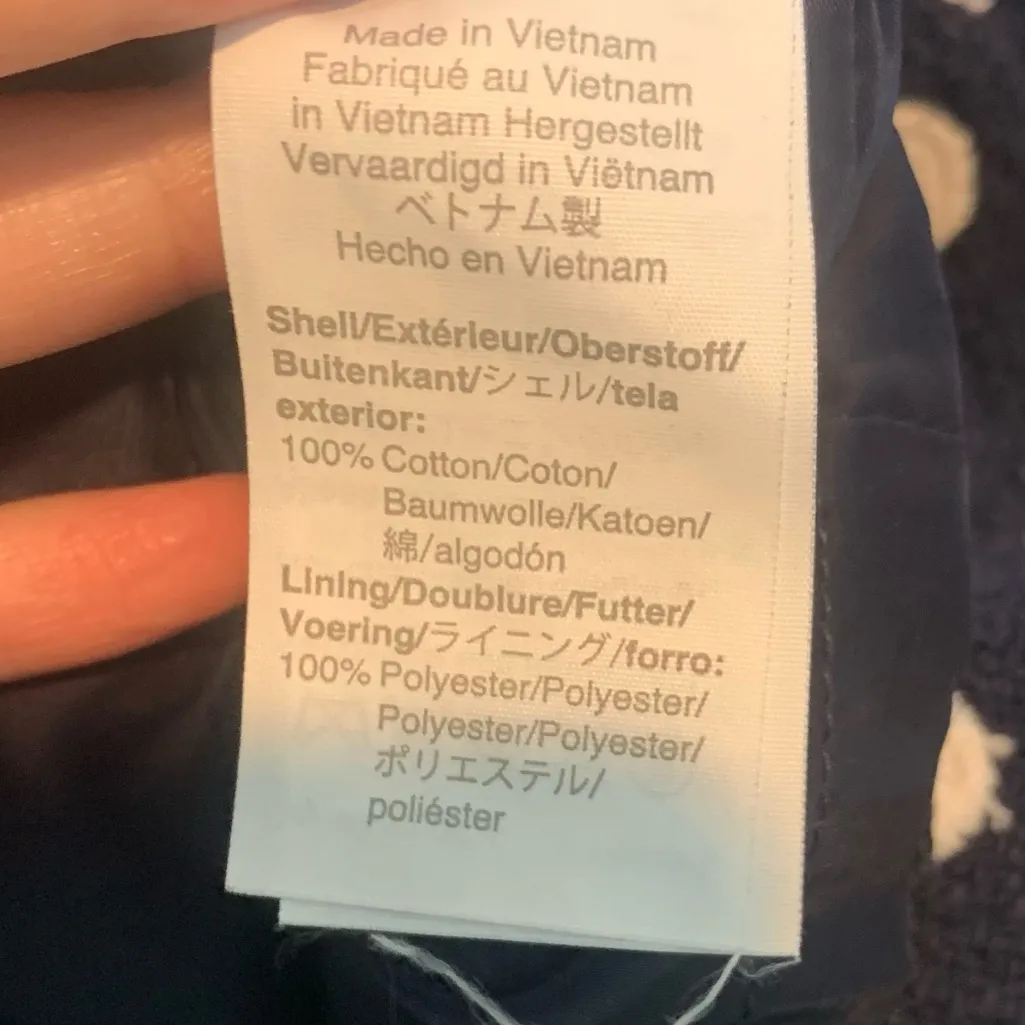 Made in Vietnam
Fabriqué au Vietnam
in Vietnam Hergestellt
Vervaardigd in Viëtnam
ベトナム製
Hecho en Vietnam
Shell/Extérieur/Oberstoff/
Buitenkant/シェル/tela
exterior:
100% Cotton/Coton/
Baumwolle/Katoen/
綿/algodón
Lining/Doublure/Futter/
Voering/ライニング/forro:
100% Polyester/Polyester/
Polyester/Polyester/
ポリエステル/
poliéster